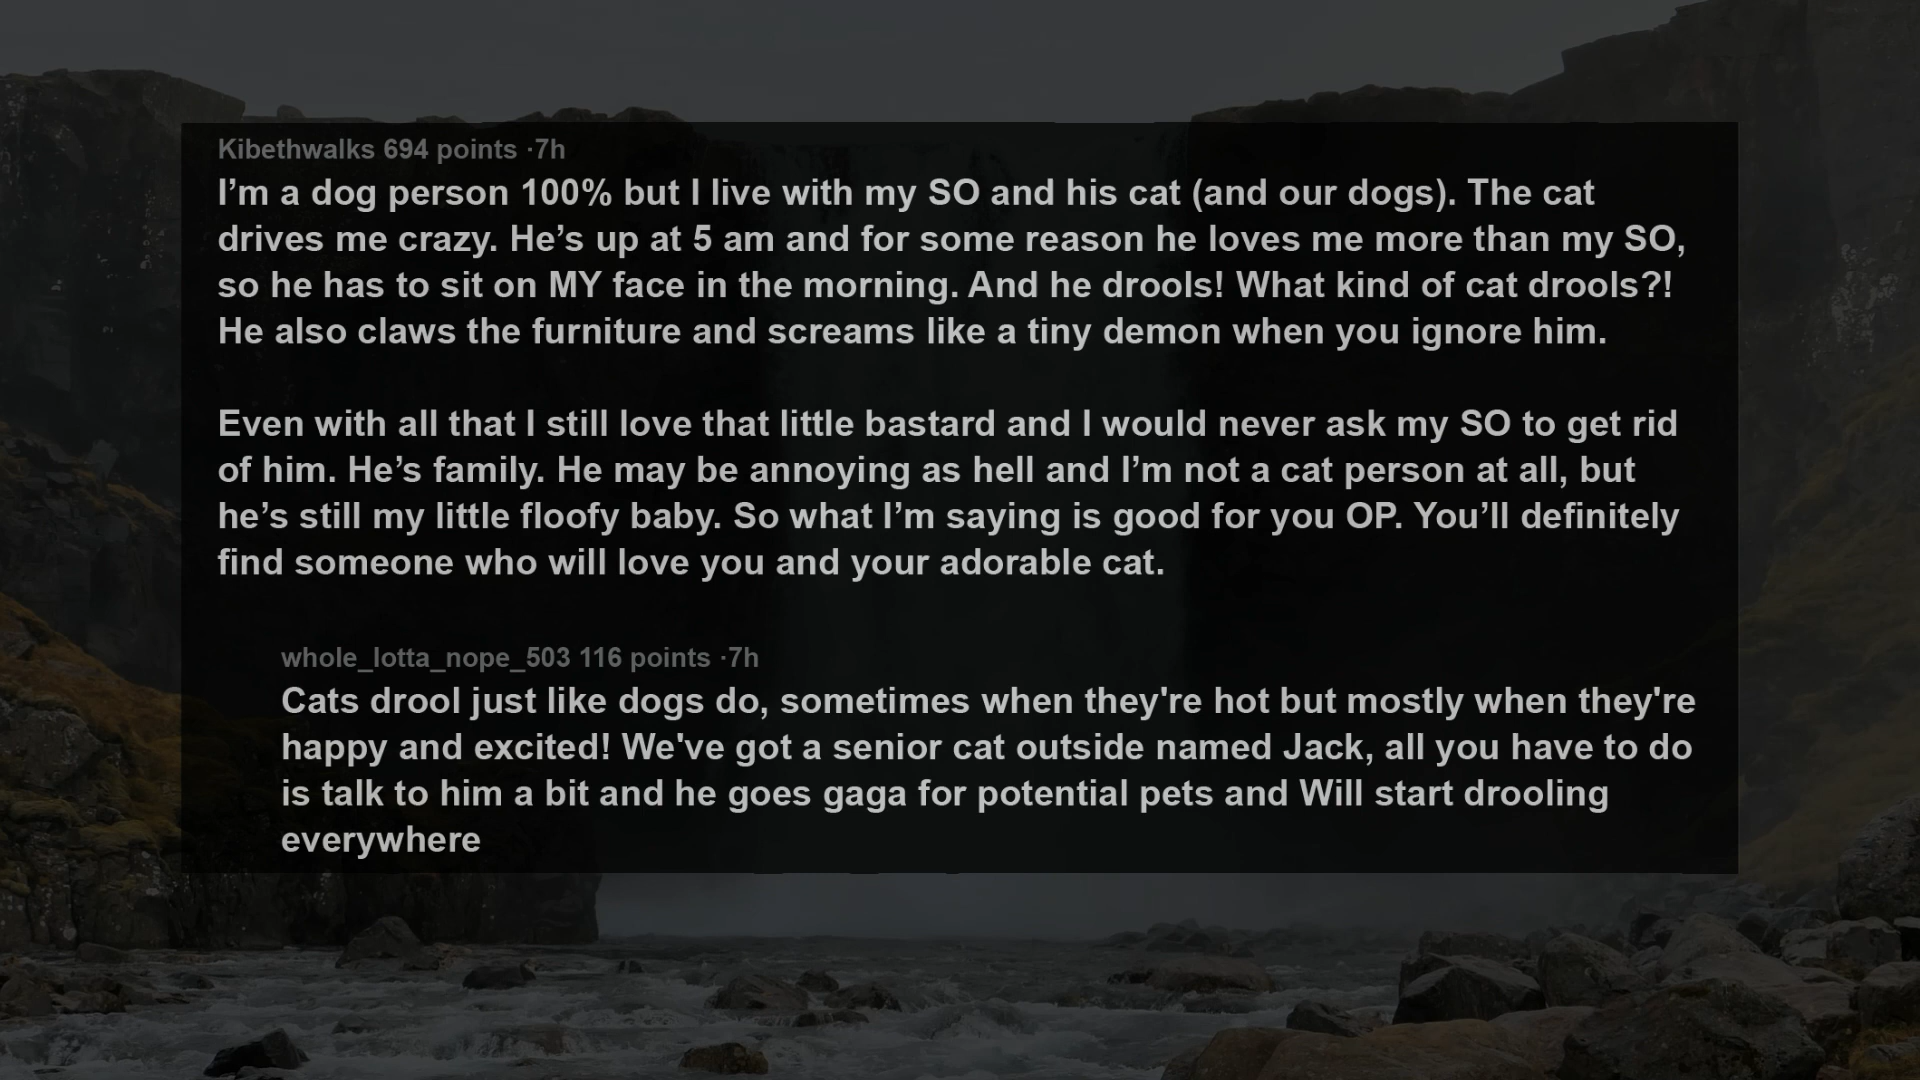 Kibethwalks 694 points ·7h
I’m a dog person 100% but I live with my SO and his cat (and our dogs). The cat
drives me crazy. He’s up at 5 am and for some reason he loves me more than my SO,
so he has to sit on MY face in the morning. And he drools! What kind of cat drools?!
He also claws the furniture and screams like a tiny demon when you ignore him.
Even with all that I still love that little bastard and I would never ask my SO to get rid
of him. He’s family. He may be annoying as hell and I’m not a cat person at all, but
he’s still my little floofy baby. So what I’m saying is good for you OP. You’ll definitely
find someone who will love you and your adorable cat.
whole_lotta_nope_503 116 points ·7h
Cats drool just like dogs do, sometimes when they're hot but mostly when they're
happy and excited! We've got a senior cat outside named Jack, all you have to do
is talk to him a bit and he goes gaga for potential pets and Will start drooling
everywhere